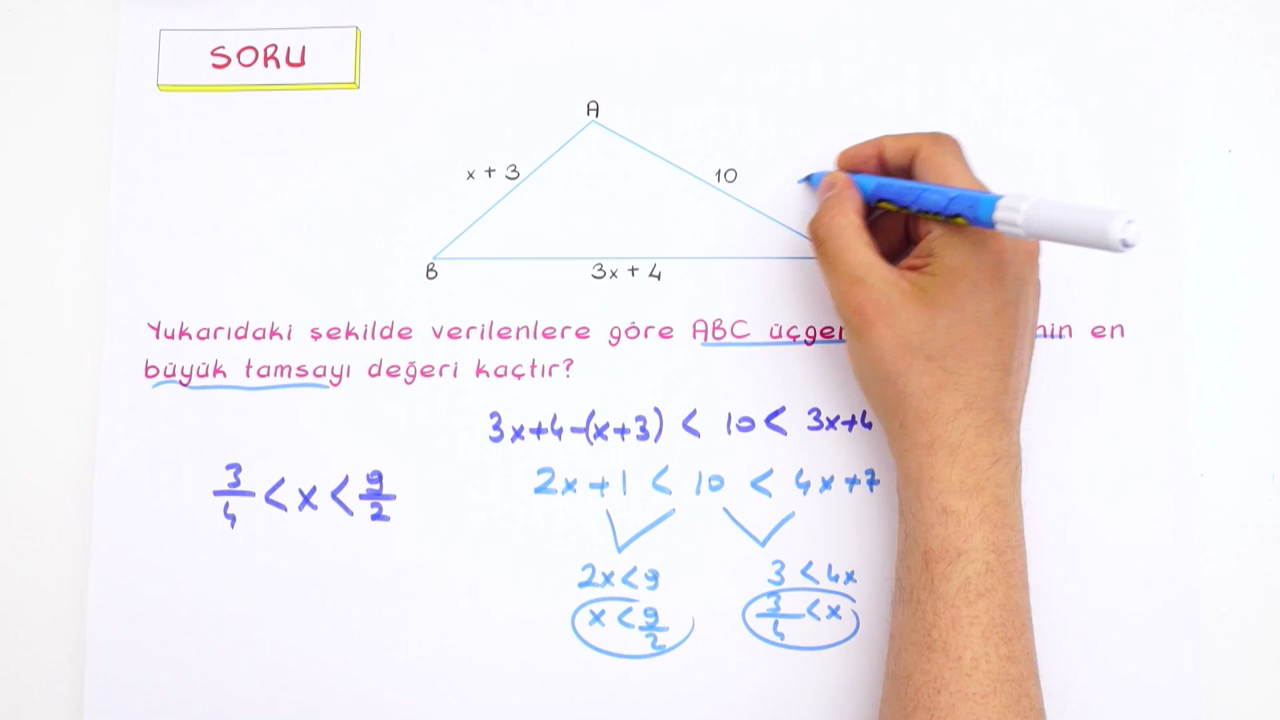 SORU
A
x + 3
10
B
3x + 4
Yukarıdaki şekilde verilenlere göre ABC en
büyük tamsayı değeri kaçtır?
3x+4-(x+3) < 10 < 3x+4
2x+1 < 10 < 4x+7
3/4 < x < 9/2
2x<9
3 <4x
x < 9/2
3/4 < x